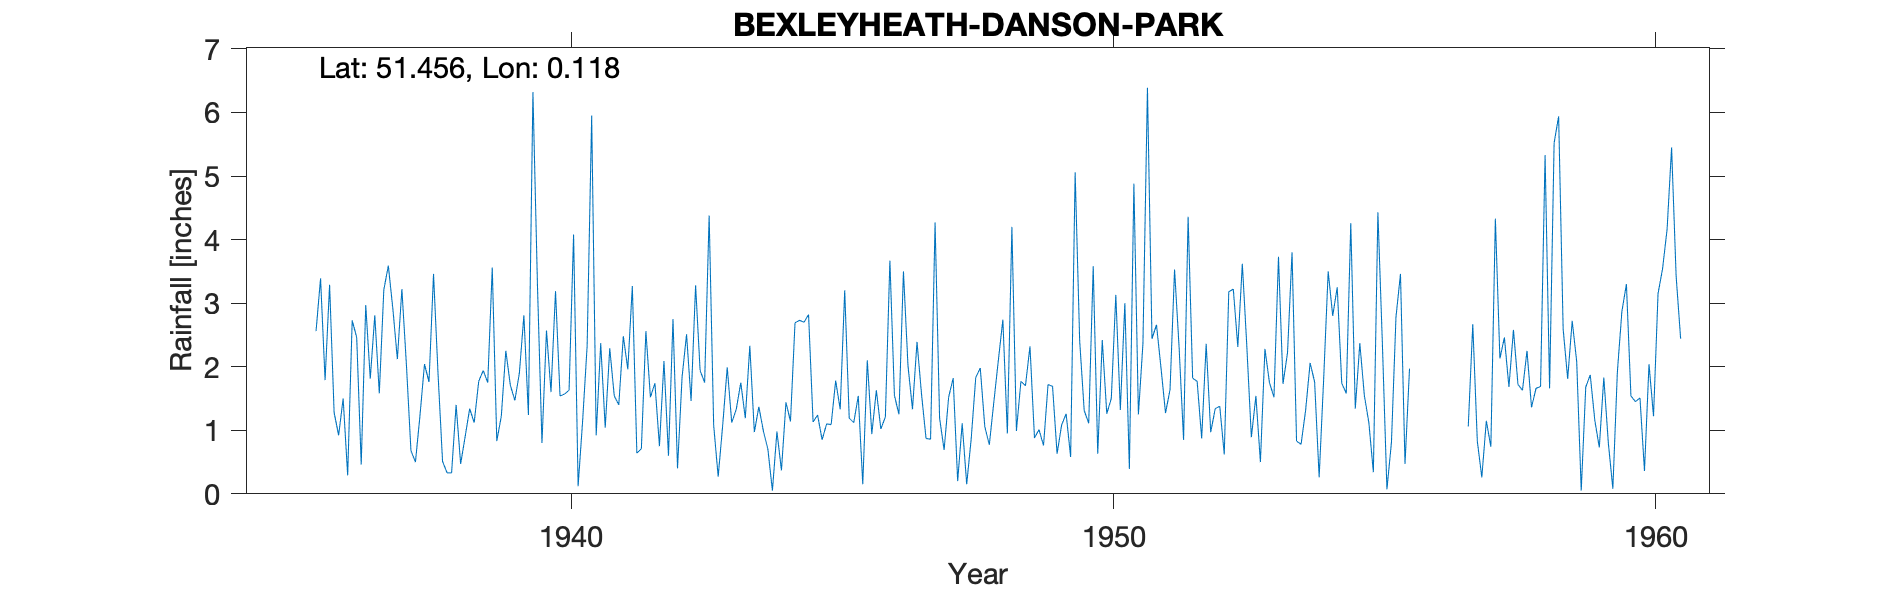 BEXLEYHEATH-DANSON-PARK
Lat: 51.456, Lon: 0.118
7
6
5
4
3
2
1
0
Rainfall [inches]
1940 1950 1960
Year